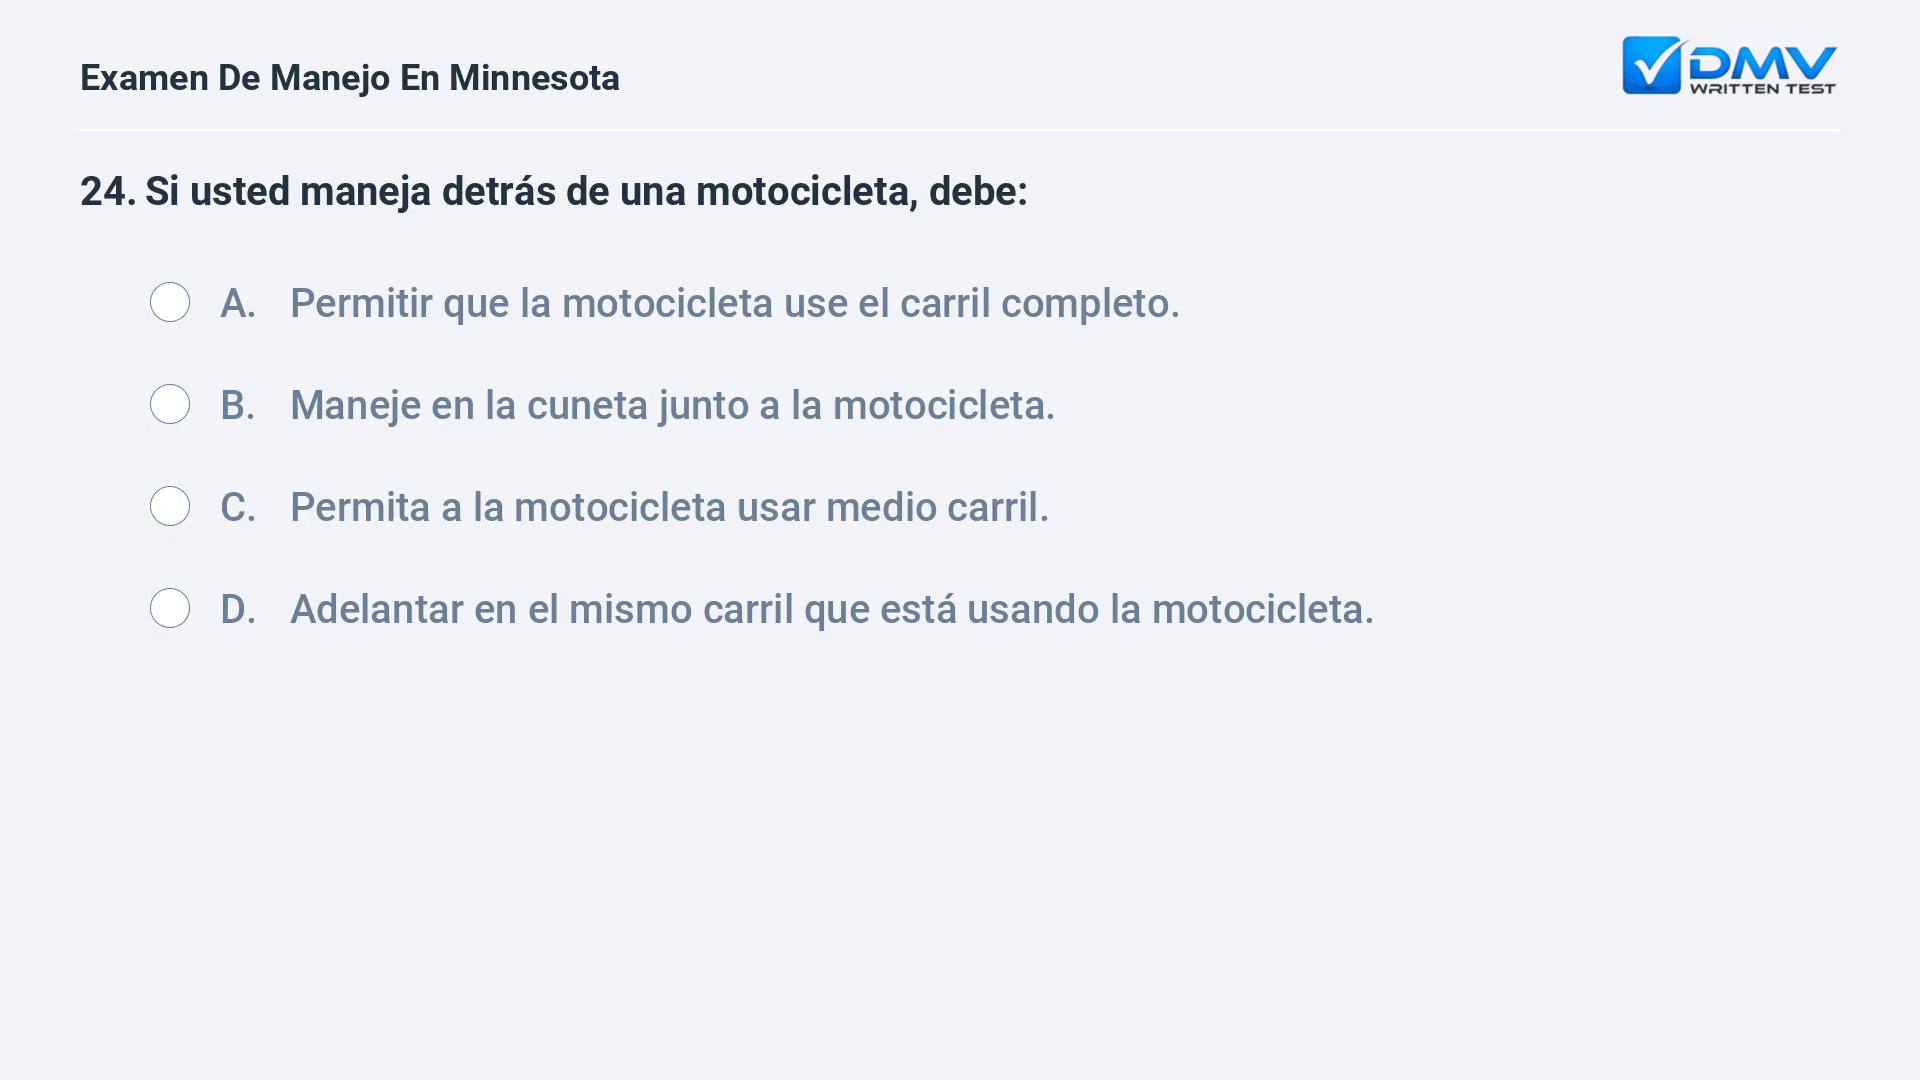 Examen De Manejo En Minnesota
DMV
WRITTEN TEST
24. Si usted maneja detrás de una motocicleta, debe:
A. Permitir que la motocicleta use el carril completo.
B. Maneje en la cuneta junto a la motocicleta.
C. Permita a la motocicleta usar medio carril.
D. Adelantar en el mismo carril que está usando la motocicleta.